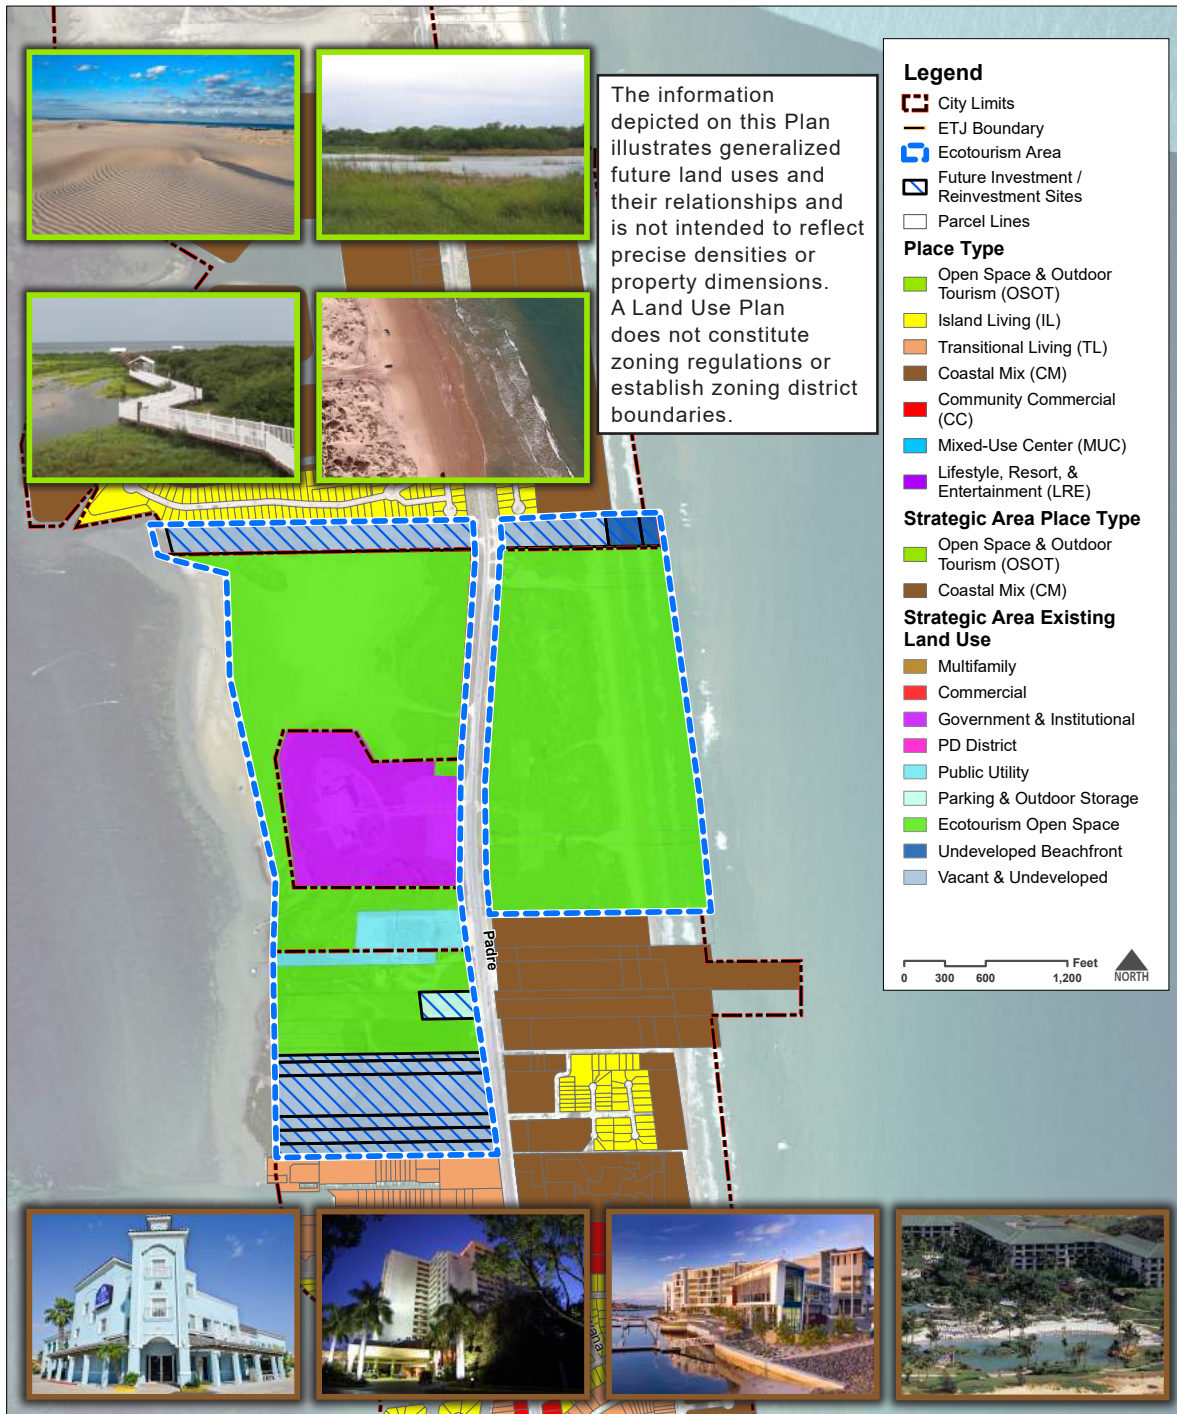 The information
depicted on this Plan
illustrates generalized
future land uses and
their relationships and
is not intended to reflect
precise densities or
property dimensions.
A Land Use Plan
does not constitute
zoning regulations or
establish zoning district
boundaries.
Legend
City Limits
ETJ Boundary
Ecotourism Area
Future Investment /
Reinvestment Sites
Parcel Lines
Place Type
Open Space & Outdoor
Tourism (OSOT)
Island Living (IL)
Transitional Living (TL)
Coastal Mix (CM)
Community Commercial
(CC)
Mixed-Use Center (MUC)
Lifestyle, Resort, &
Entertainment (LRE)
Strategic Area Place Type
Open Space & Outdoor
Tourism (OSOT)
Coastal Mix (CM)
Strategic Area Existing
Land Use
Multifamily
Commercial
Government & Institutional
PD District
Public Utility
Parking & Outdoor Storage
Ecotourism Open Space
Undeveloped Beachfront
Vacant & Undeveloped
Feet
0 300 600 1,200
NORTH
Padre